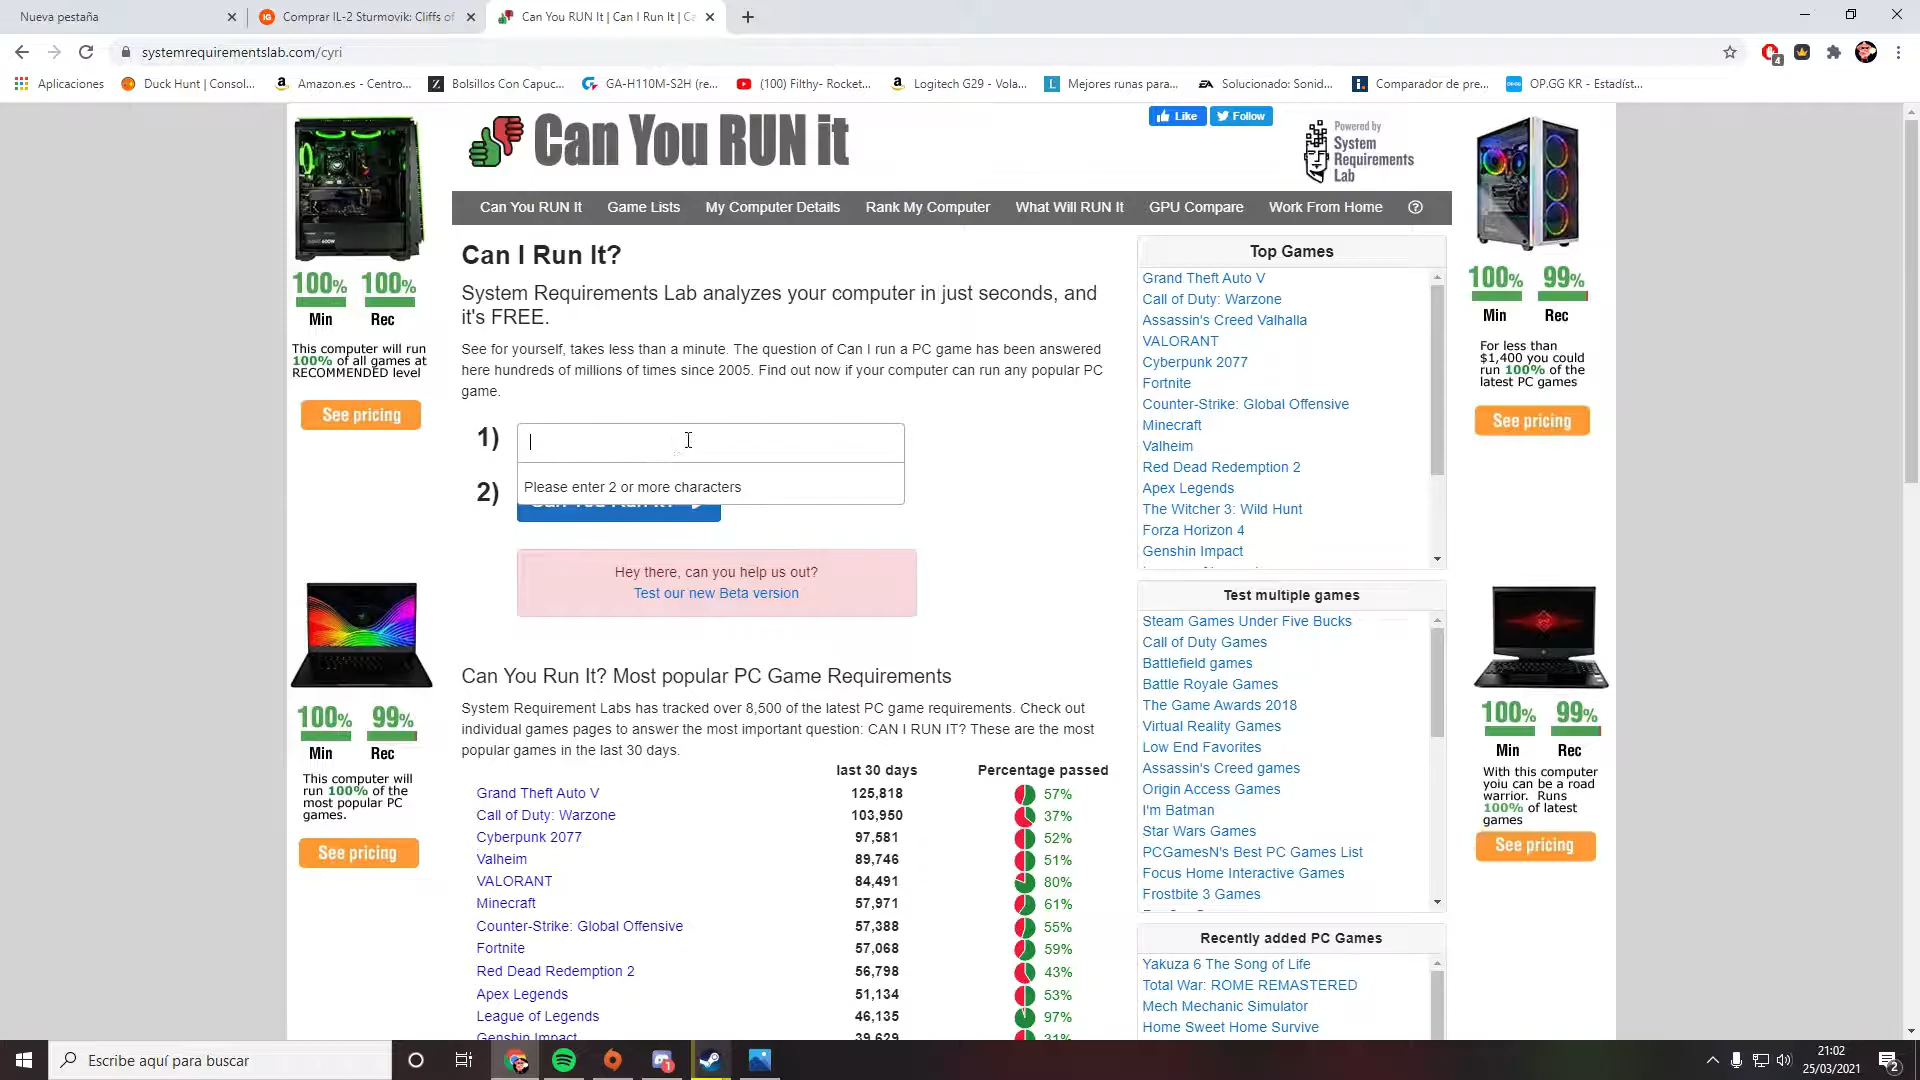 Nueva pestaña
Comprar IL-2 Sturmovik: Cliffs of
Can You RUN It | Can I Run It | Ca
systemrequirementslab.com/cyri
4
Aplicaciones
Duck Hunt | Consol...
Amazon.es - Centro...
Bolsillos Con Capuc...
GA-H110M-S2H (re...
(100) Filthy- Rocket...
Logitech G29 - Vola...
Mejores runas para...
Solucionado: Sonid...
Comparador de pre...
OP.GG KR - Estadíst...
Can You RUN it
Like
Follow
Powered by
System
Requirements
Lab
Can You RUN It
Game Lists
My Computer Details
Rank My Computer
What Will RUN It
GPU Compare
Work From Home
Can I Run It?
System Requirements Lab analyzes your computer in just seconds, and
it's FREE.
See for yourself, takes less than a minute. The question of Can I run a PC game has been answered
here hundreds of millions of times since 2005. Find out now if your computer can run any popular PC
game.
1)
Please enter 2 or more characters
2)
Hey there, can you help us out?
Test our new Beta version
Can You Run It? Most popular PC Game Requirements
System Requirement Labs has tracked over 8,500 of the latest PC game requirements. Check out
individual games pages to answer the most important question: CAN I RUN IT? These are the most
popular games in the last 30 days.
last 30 days Percentage passed
Grand Theft Auto V 125,818 57%
Call of Duty: Warzone 103,950 37%
Cyberpunk 2077 97,581 52%
Valheim 89,746 51%
VALORANT 84,491 80%
Minecraft 57,971 61%
Counter-Strike: Global Offensive 57,388 55%
Fortnite 57,068 59%
Red Dead Redemption 2 56,798 43%
Apex Legends 51,134 53%
League of Legends 46,135 97%
Genshin Impact 39,629 31%
100% 100%
Min Rec
This computer will run
100% of all games at
RECOMMENDED level
See pricing
100% 99%
Min Rec
This computer will
run 100% of the
most popular PC
games.
See pricing
Top Games
Grand Theft Auto V
Call of Duty: Warzone
Assassin's Creed Valhalla
VALORANT
Cyberpunk 2077
Fortnite
Counter-Strike: Global Offensive
Minecraft
Valheim
Red Dead Redemption 2
Apex Legends
The Witcher 3: Wild Hunt
Forza Horizon 4
Genshin Impact
Test multiple games
Steam Games Under Five Bucks
Call of Duty Games
Battlefield games
Battle Royale Games
The Game Awards 2018
Virtual Reality Games
Low End Favorites
Assassin's Creed games
Origin Access Games
I'm Batman
Star Wars Games
PCGamesN's Best PC Games List
Focus Home Interactive Games
Frostbite 3 Games
Recently added PC Games
Yakuza 6 The Song of Life
Total War: ROME REMASTERED
Mech Mechanic Simulator
Home Sweet Home Survive
100% 99%
Min Rec
For less than
$1,400 you could
run 100% of the
latest PC games
See pricing
100% 99%
Min Rec
With this computer
yoiu can be a road
warrior. Runs
100% of latest
games
See pricing
Escribe aquí para buscar
1
21:02
25/03/2021
2